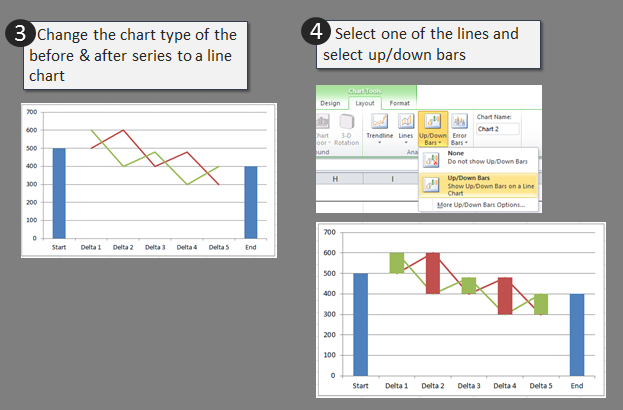 3 Change the chart type of the
before & after series to a line
chart
700
600
500
400
300
200
100
0
Start Delta 1 Delta 2 Delta 3 Delta 4 Delta 5 End
4 Select one of the lines and
select up/down bars
Chart Tools
Design Layout Format
Chart Name:
Chart 2
3-D Trendline Lines Up/Down Error
Rotation Bars Bars
Ana
None
Do not show Up/Down Bars
Up/Down Bars
Show Up/Down Bars on a Line
Chart
More Up/Down Bars Options...
H I
700
600
500
400
300
200
100
0
Start Delta 1 Delta 2 Delta 3 Delta 4 Delta 5 End